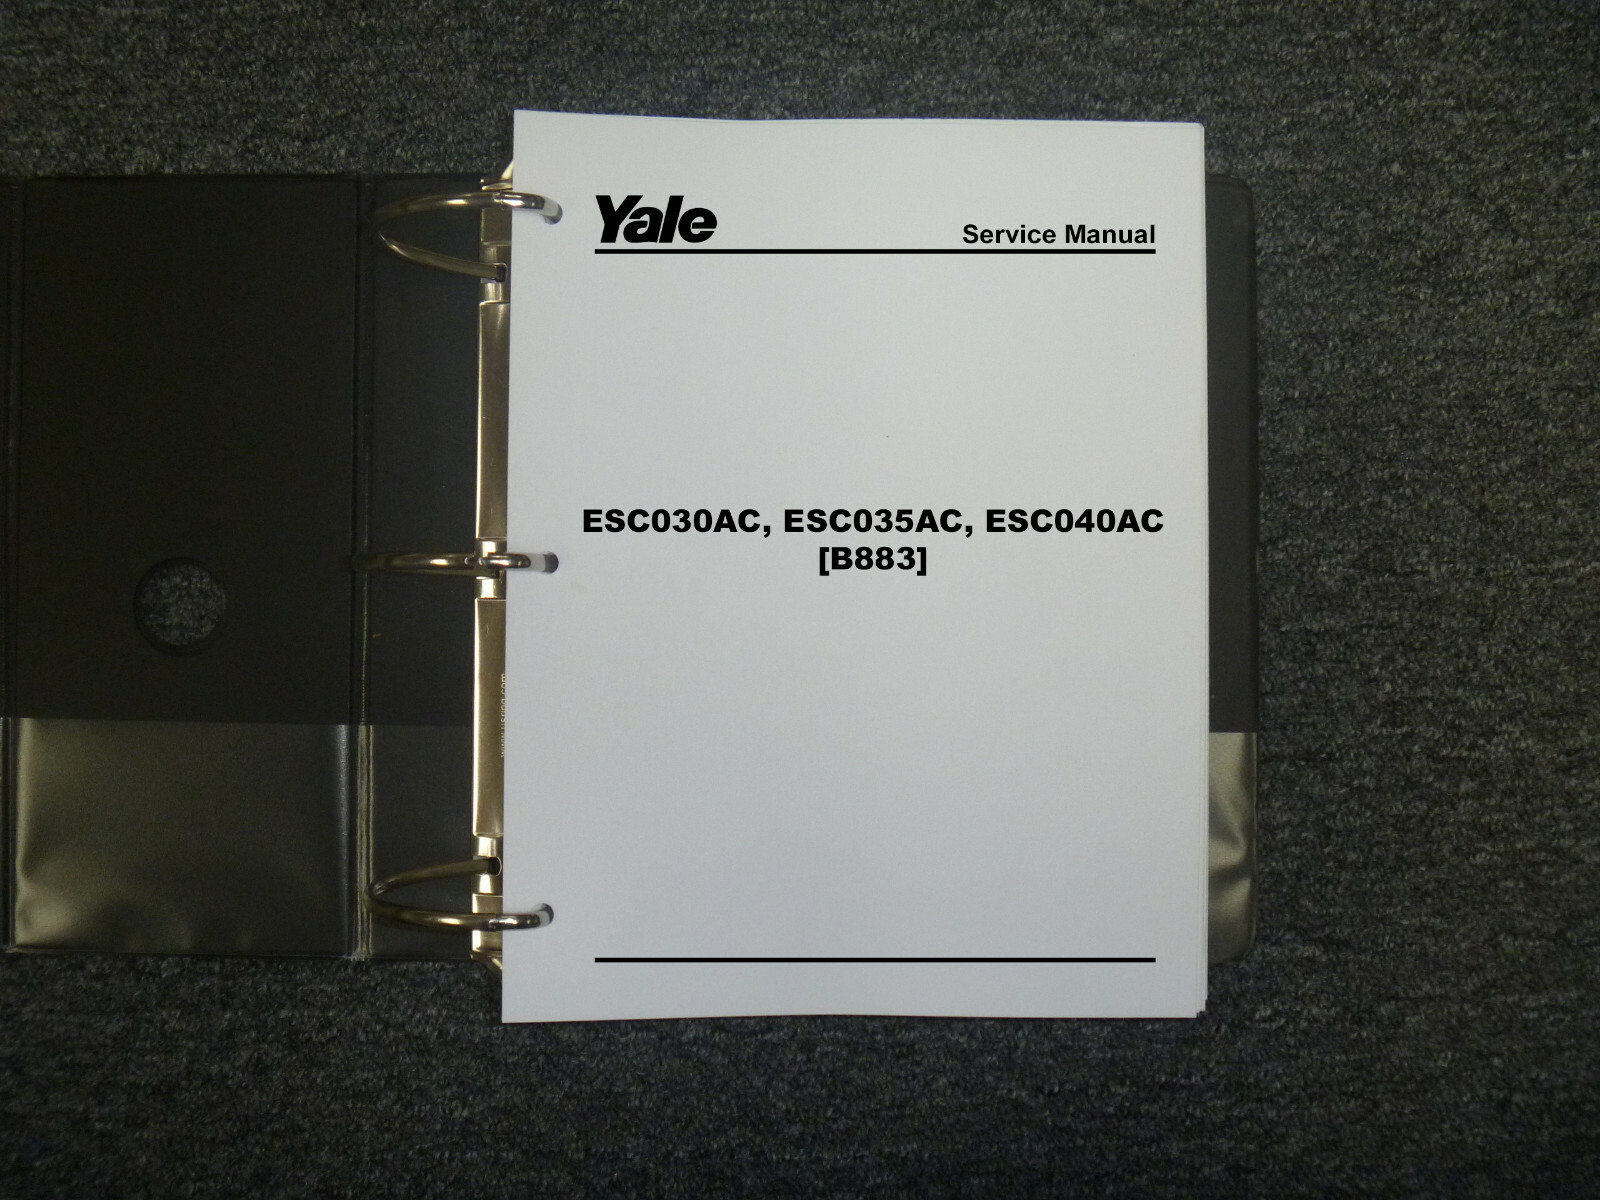 Yale
Service Manual
ESC030AC, ESC035AC, ESC040AC
[B883]